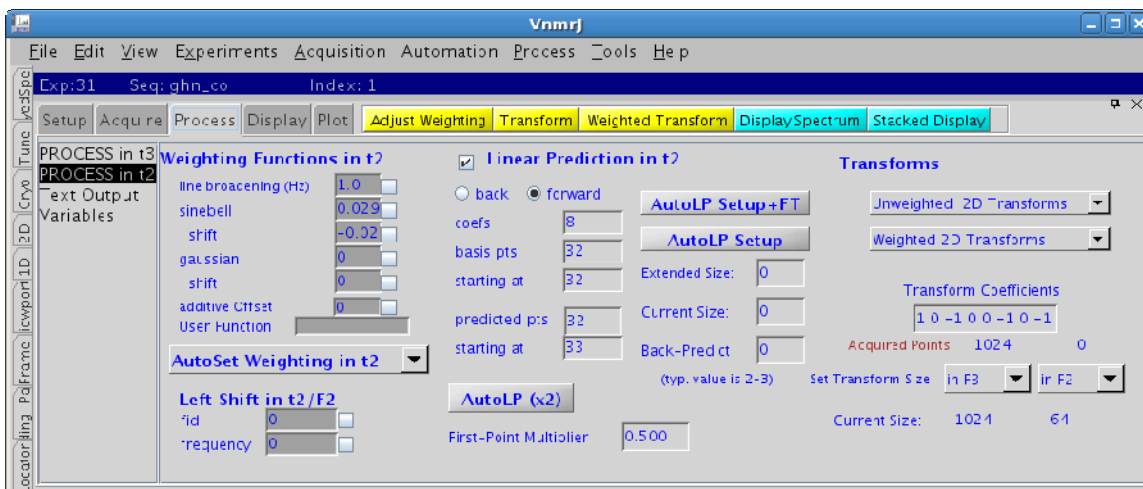 VnmrJ
File Edit View Experiments Acquisition Automation Process Tools Help
Exp:31 Seq: ghn_co Index: 1
Setup Acquire Process Display Plot Adjust Weighting Transform Weighted Transform Display Spectrum Stacked Display
PROCESS in t3
PROCESS in t2
Text Output
Variables
Weighting Functions in t2
line broadening (Hz) 1.0
sinebell 0.029
shift -0.02
gaussian 0
shift 0
additive Offset 0
User Function
AutoSet Weighting in t2
Left Shift in t2/F2
fid 0
frequency 0
Linear Prediction in t2
back forward
coefs 8
basis pts 32
starting at 32
predicted pts 32
starting at 33
AutoLP (x2)
First-Point Multiplier 0.500
AutoLP Setup+FT
AutoLP Setup
Extended Size: 0
Current Size: 0
Back-Predict 0
(typ. value is 2-3)
Transforms
Unweighted 2D Transforms
Weighted 2D Transforms
Transform Coefficients
1 0 -1 0 0 -1 0 -1
Acquired Points 1024 0
Set Transform Size in F3 in F2
Current Size: 1024 64
Tune
Cryo
2D
1D
Frame
Locator